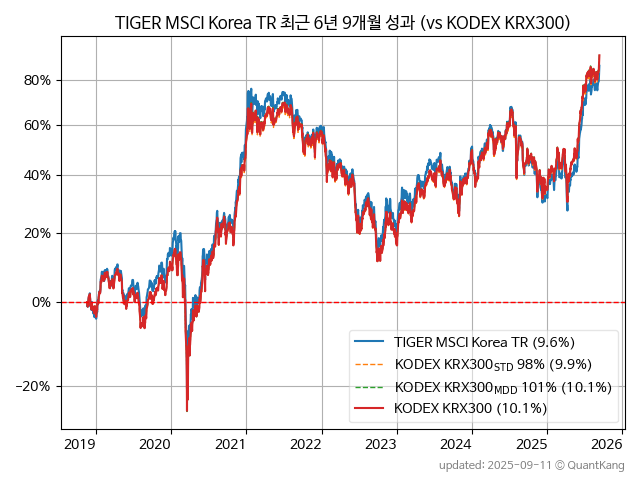 TIGER MSCI Korea TR 최근 6년 9개월 성과 (vs KODEX KRX300)
80%
60%
40%
20%
0%
−20%
TIGER MSCI Korea TR (9.6%)
KODEX KRX300STD 98% (9.9%)
KODEX KRX300MDD 101% (10.1%)
KODEX KRX300 (10.1%)
2019 2020 2021 2022 2023 2024 2025 2026
updated: 2025-09-11 © QuantKang